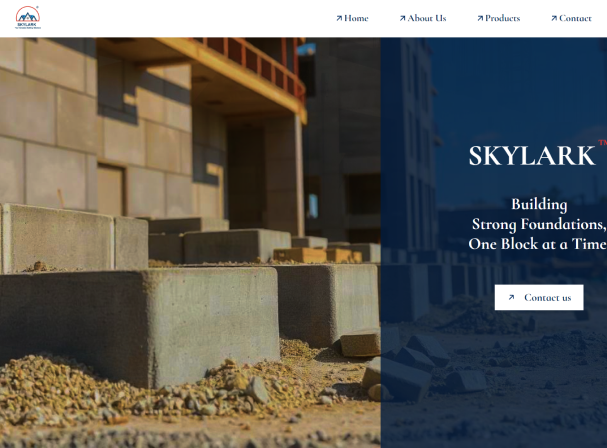 SKYLARK
Home
About Us
Products
Contact
SKYLARK™
Building
Strong Foundations,
One Block at a Time
Contact us